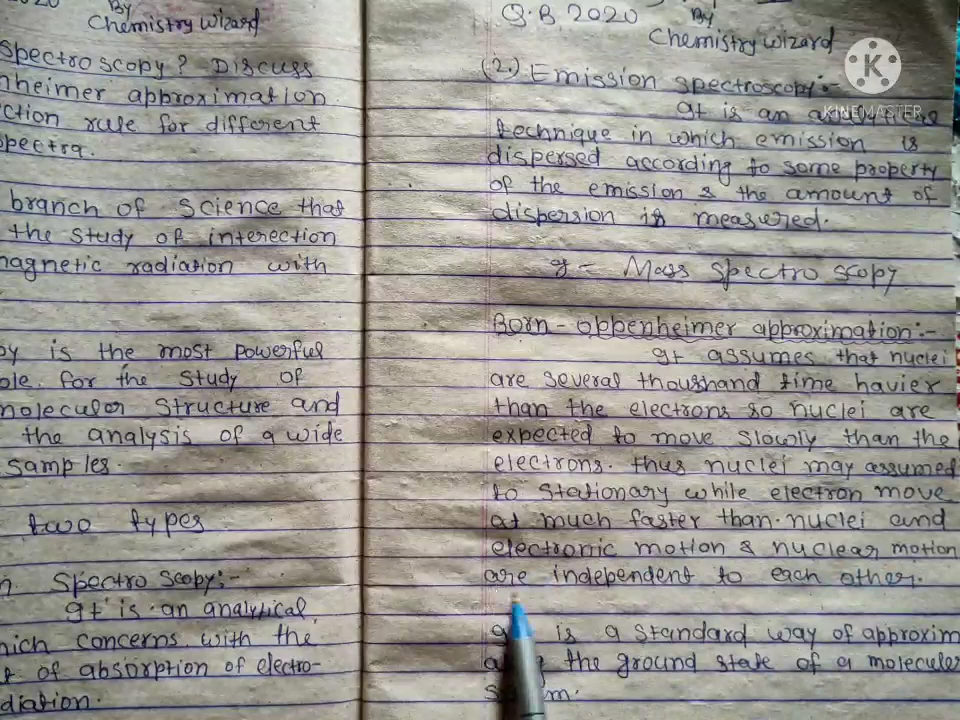 2020 By
Chemistry wizard
spectroscopy? Discuss
nheimer approximation
ction rule for different
pectra.
branch of science that
the study of interection
magnetic radiation with
py is the most powerful
ole for the study of
molecular structure and
the analysis of a wide
samples.
two types
n. Spectroscopy:-
It is an analytical
hich concerns with the
t of absorption of electro-
diation.
Q.B 2020 By
Chemistry wizard
K
KINEMASTER
(2.) Emission spectroscopy:-
It is an
technique in which emission is
dispersed according to some property
of the emission & the amount of
dispersion is measured.
Mass spectroscopy
Born-oppenheimer approximation:-
It assumes that nuclei
are several thoushand time havier
than the electrons so nuclei are
expected to move slowly than the
electrons. thus nuclei may assumed
to stationary while electron move
at much faster than nuclei and
electronic motion & nuclear motion
are independent to each other.
is a standard way of approxim
the ground state of a moleculer